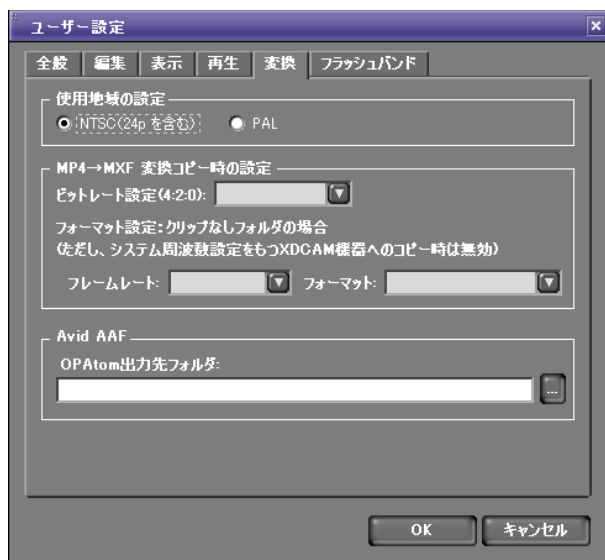 ユーザー設定
全般 編集 表示 再生 変換 フラッシュバンド
使用地域の設定
NTSC(24p を含む) PAL
MP4→MXF 変換コピー時の設定
ビットレート設定(4:2:0):
フォーマット設定:クリップなしフォルダの場合
(ただし、システム周波数設定をもつXDCAM機器へのコピー時は無効)
フレームレート: フォーマット:
Avid AAF
OPAtom出力先フォルダ:
...
OK キャンセル